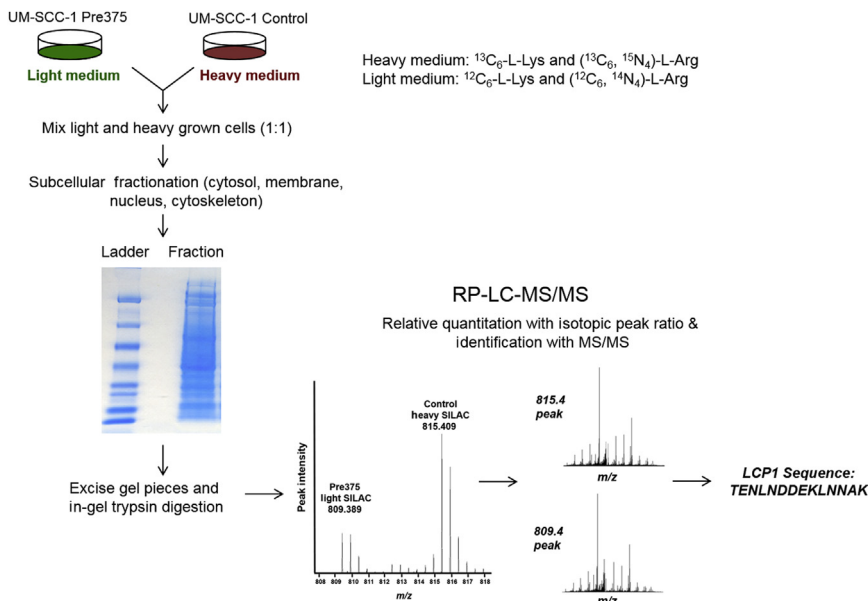 UM-SCC-1 Pre375
UM-SCC-1 Control
Light medium
Heavy medium
Heavy medium: ¹³C₆-L-Lys and (¹³C₆, ¹⁵N₄)-L-Arg
Light medium: ¹²C₆-L-Lys and (¹²C₆, ¹⁴N₄)-L-Arg
Mix light and heavy grown cells (1:1)
Subcellular fractionation (cytosol, membrane,
nucleus, cytoskeleton)
Ladder
Fraction
RP-LC-MS/MS
Relative quantitation with isotopic peak ratio &
identification with MS/MS
Excise gel pieces and
in-gel trypsin digestion
Peak intensity
Pre375
light SILAC
809.389
Control
heavy SILAC
815.409
808 809 810 811 812 813 814 815 816 817 818
m/z
815.4
peak
m/z
809.4
peak
m/z
LCP1 Sequence:
TENLNDDEKLNNAK